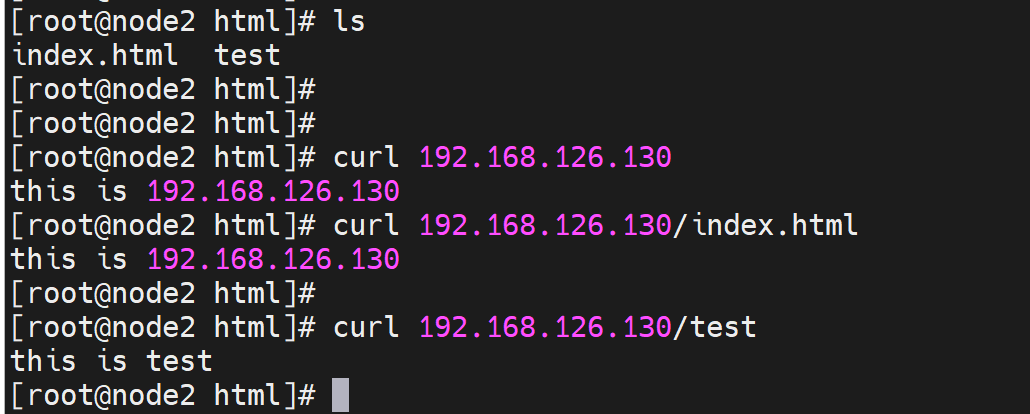 [root@node2 html]# ls
index.html  test
[root@node2 html]#
[root@node2 html]#
[root@node2 html]# curl 192.168.126.130
this is 192.168.126.130
[root@node2 html]# curl 192.168.126.130/index.html
this is 192.168.126.130
[root@node2 html]#
[root@node2 html]# curl 192.168.126.130/test
this is test
[root@node2 html]#